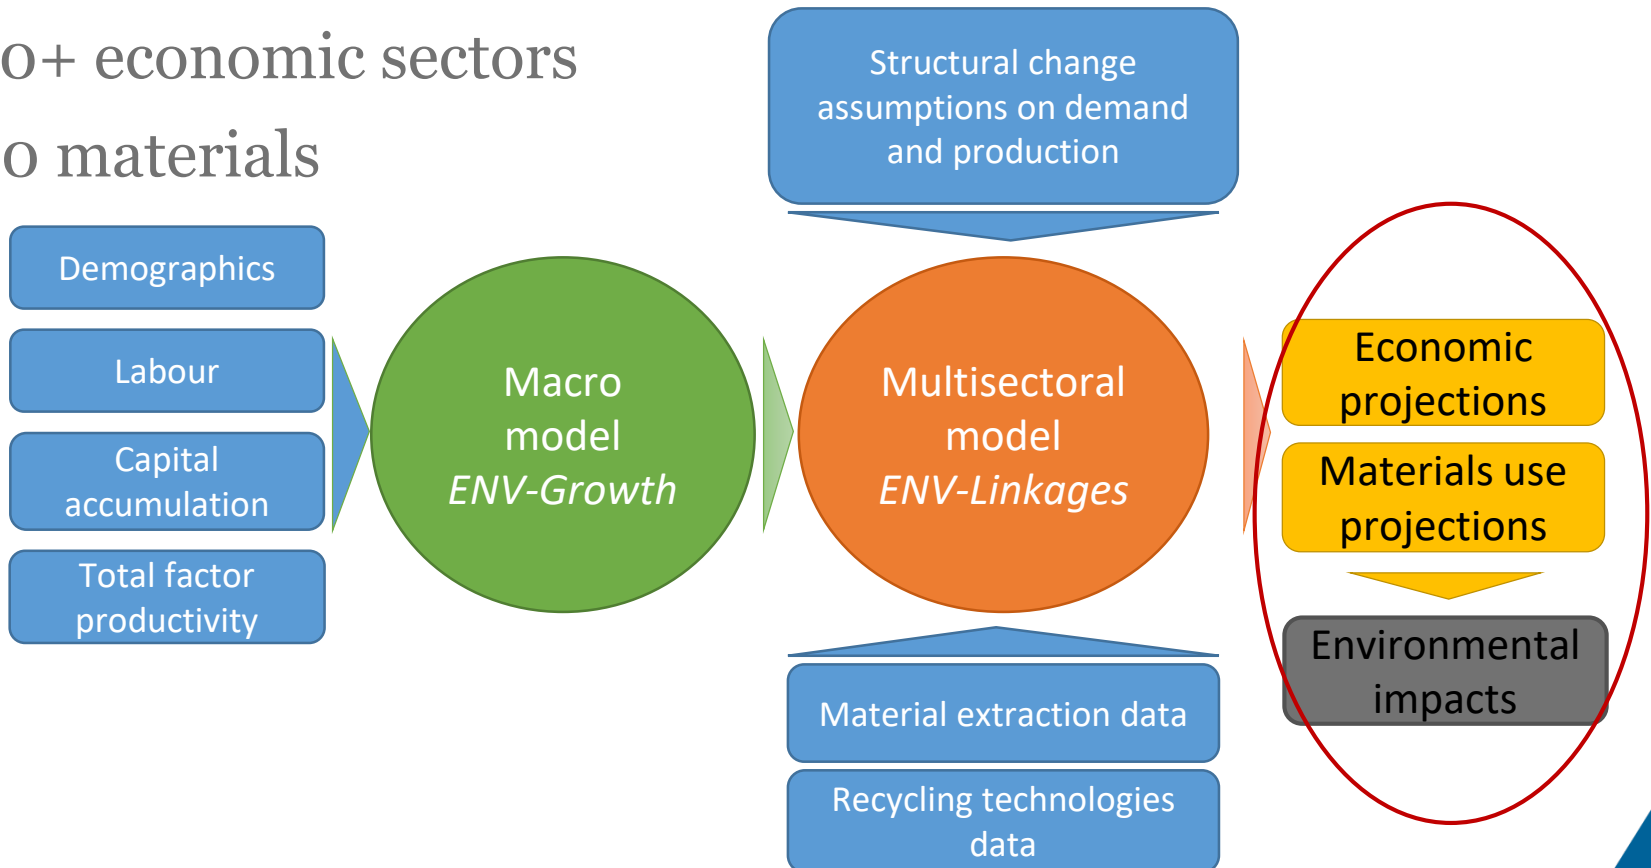 0+ economic sectors
0 materials
Structural change
assumptions on demand
and production
Demographics
Labour
Capital
accumulation
Total factor
productivity
Macro
model
ENV-Growth
Multisectoral
model
ENV-Linkages
Material extraction data
Recycling technologies
data
Economic
projections
Materials use
projections
Environmental
impacts